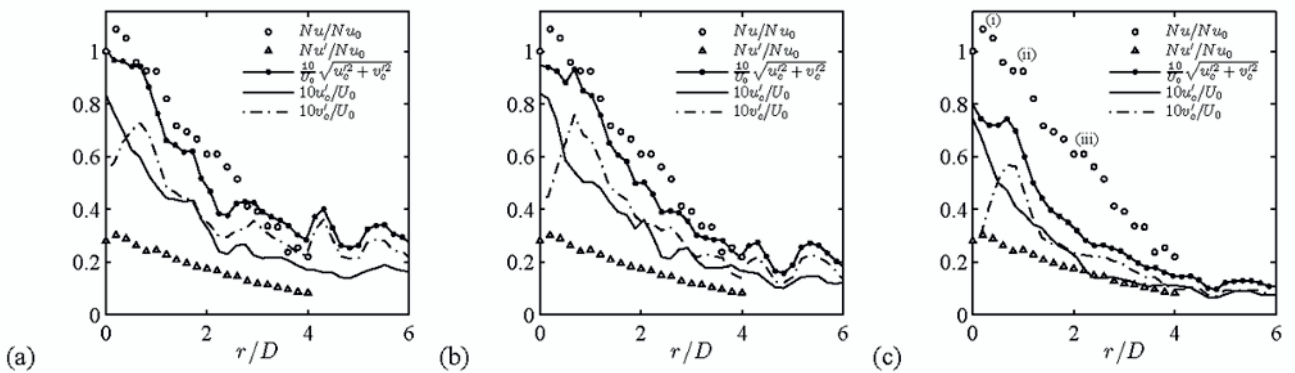 Nu/Nu₀
Nu′/Nu₀
10/U₀ √(u′c² + v′c²)
10u′c/U₀
10v′c/U₀
1
0.8
0.6
0.4
0.2
0
0 2 4 6
r/D
(a)
Nu/Nu₀
Nu′/Nu₀
10/U₀ √(u′c² + v′c²)
10u′c/U₀
10v′c/U₀
1
0.8
0.6
0.4
0.2
0
0 2 4 6
r/D
(b)
(i)
(ii)
(iii)
Nu/Nu₀
Nu′/Nu₀
10/U₀ √(u′c² + v′c²)
10u′c/U₀
10v′c/U₀
1
0.8
0.6
0.4
0.2
0
0 2 4 6
r/D
(c)